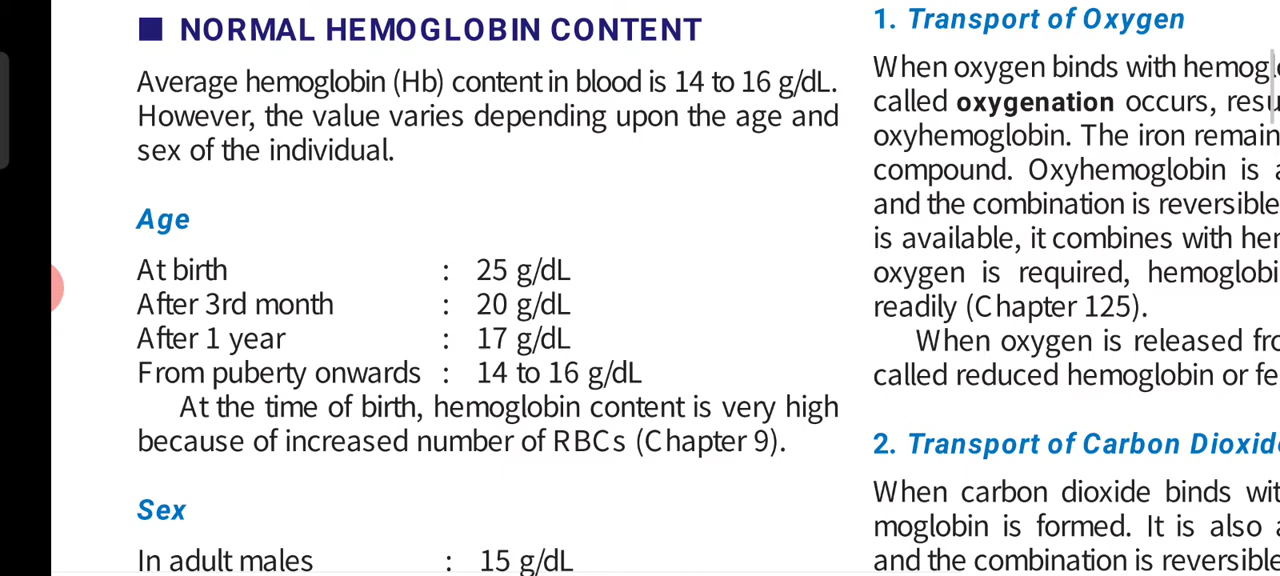 NORMAL HEMOGLOBIN CONTENT
Average hemoglobin (Hb) content in blood is 14 to 16 g/dL.
However, the value varies depending upon the age and
sex of the individual.
Age
At birth : 25 g/dL
After 3rd month : 20 g/dL
After 1 year : 17 g/dL
From puberty onwards : 14 to 16 g/dL
At the time of birth, hemoglobin content is very high
because of increased number of RBCs (Chapter 9).
Sex
In adult males : 15 g/dL
1. Transport of Oxygen
When oxygen binds with
called oxygenation occurs,
oxyhemoglobin. The iron
compound. Oxyhemoglobin is
and the combination is reversible
is available, it combines with
oxygen is required,
readily (Chapter 125).
When oxygen is released
called reduced hemoglobin or
2. Transport of Carbon
When carbon dioxide binds
moglobin is formed. It is also
and the combination is reversible